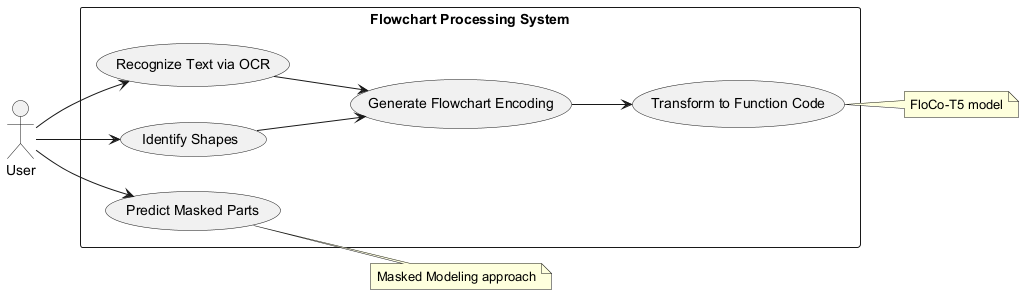 Flowchart Processing System
Recognize Text via OCR
Generate Flowchart Encoding
Transform to Function Code
FloCo-T5 model
Identify Shapes
User
Predict Masked Parts
Masked Modeling approach